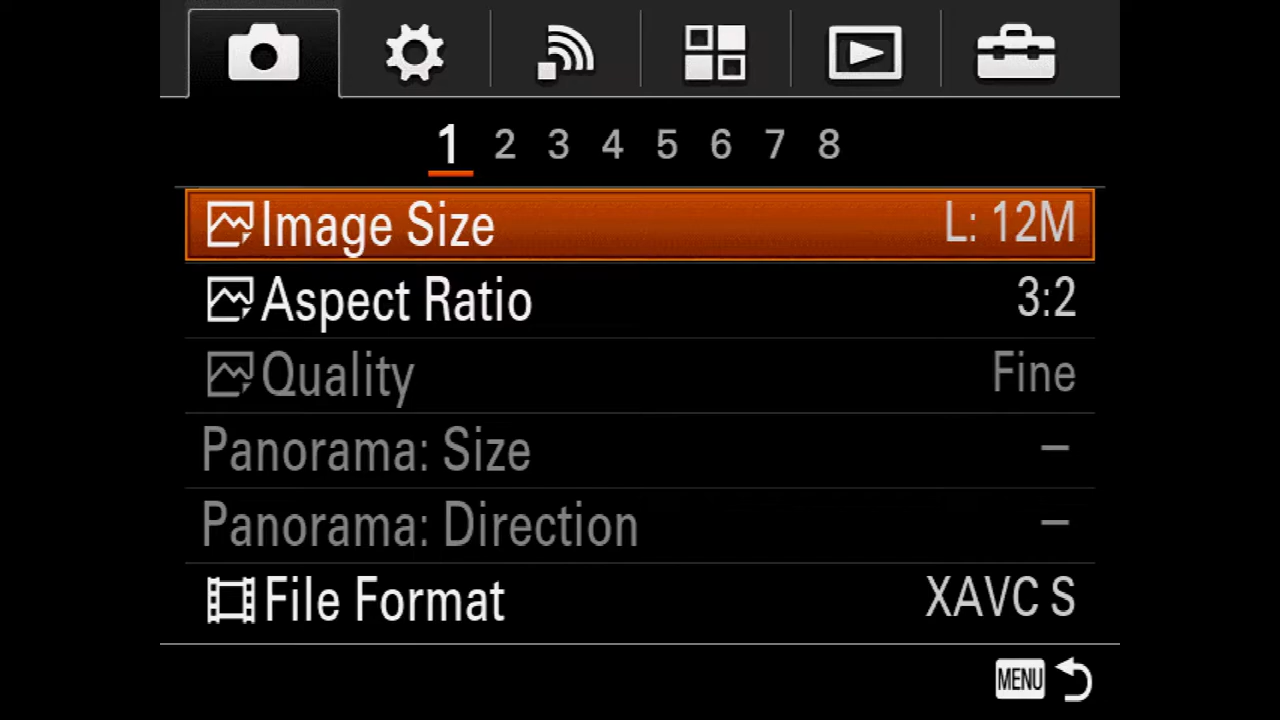 1 2 3 4 5 6 7 8
Image Size L: 12M
Aspect Ratio 3:2
Quality Fine
Panorama: Size –
Panorama: Direction –
File Format XAVC S
MENU